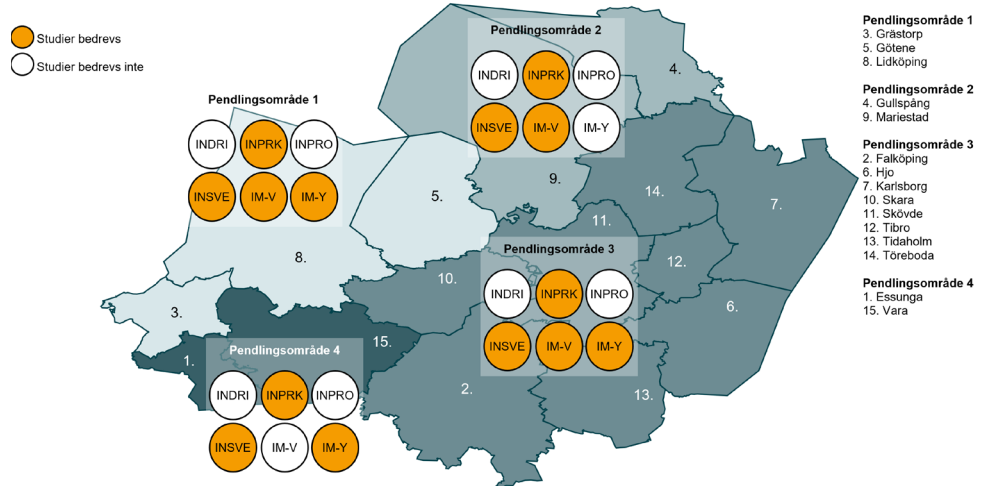 Studier bedrevs
Studier bedrevs inte
Pendlingsområde 1
INDRI
INPRK
INPRO
INSVE
IM-V
IM-Y
Pendlingsområde 2
INDRI
INPRK
INPRO
INSVE
IM-V
IM-Y
Pendlingsområde 3
INDRI
INPRK
INPRO
INSVE
IM-V
IM-Y
Pendlingsområde 4
INDRI
INPRK
INPRO
INSVE
IM-V
IM-Y
4.
9.
14.
7.
5.
11.
8.
10.
12.
3.
6.
15.
1.
2.
13.
Pendlingsområde 1
3. Grästorp
5. Götene
8. Lidköping
Pendlingsområde 2
4. Gullspång
9. Mariestad
Pendlingsområde 3
2. Falköping
6. Hjo
7. Karlsborg
10. Skara
11. Skövde
12. Tibro
13. Tidaholm
14. Töreboda
Pendlingsområde 4
1. Essunga
15. Vara